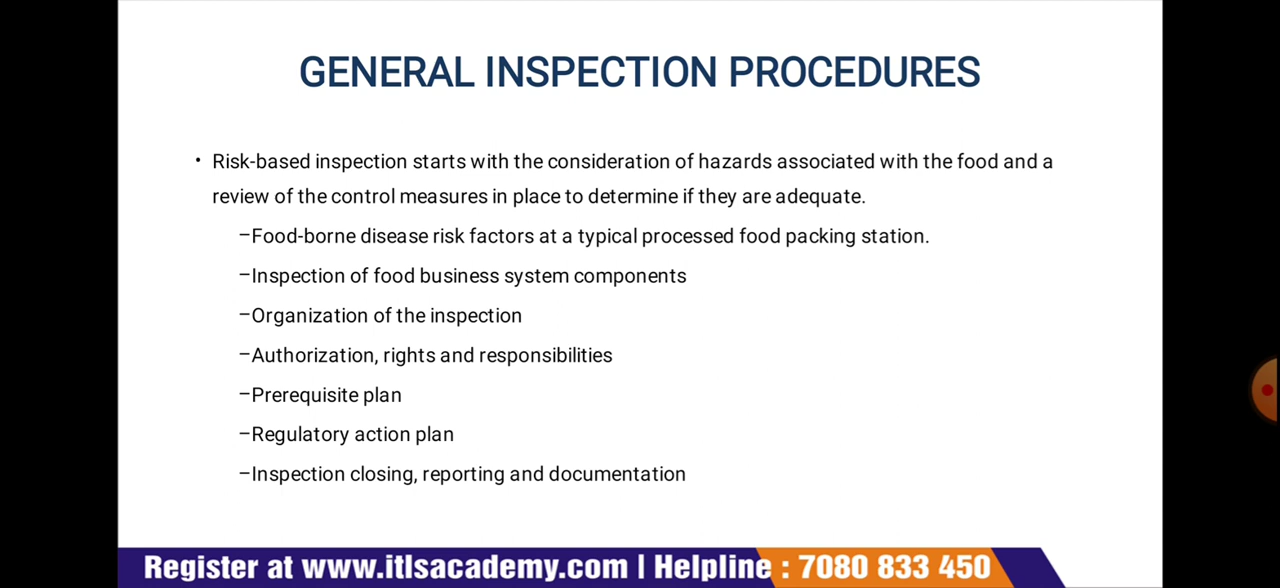 GENERAL INSPECTION PROCEDURES
• Risk-based inspection starts with the consideration of hazards associated with the food and a
review of the control measures in place to determine if they are adequate.
–Food-borne disease risk factors at a typical processed food packing station.
–Inspection of food business system components
–Organization of the inspection
–Authorization, rights and responsibilities
–Prerequisite plan
–Regulatory action plan
–Inspection closing, reporting and documentation
Register at www.itlsacademy.com | Helpline : 7080 833 450